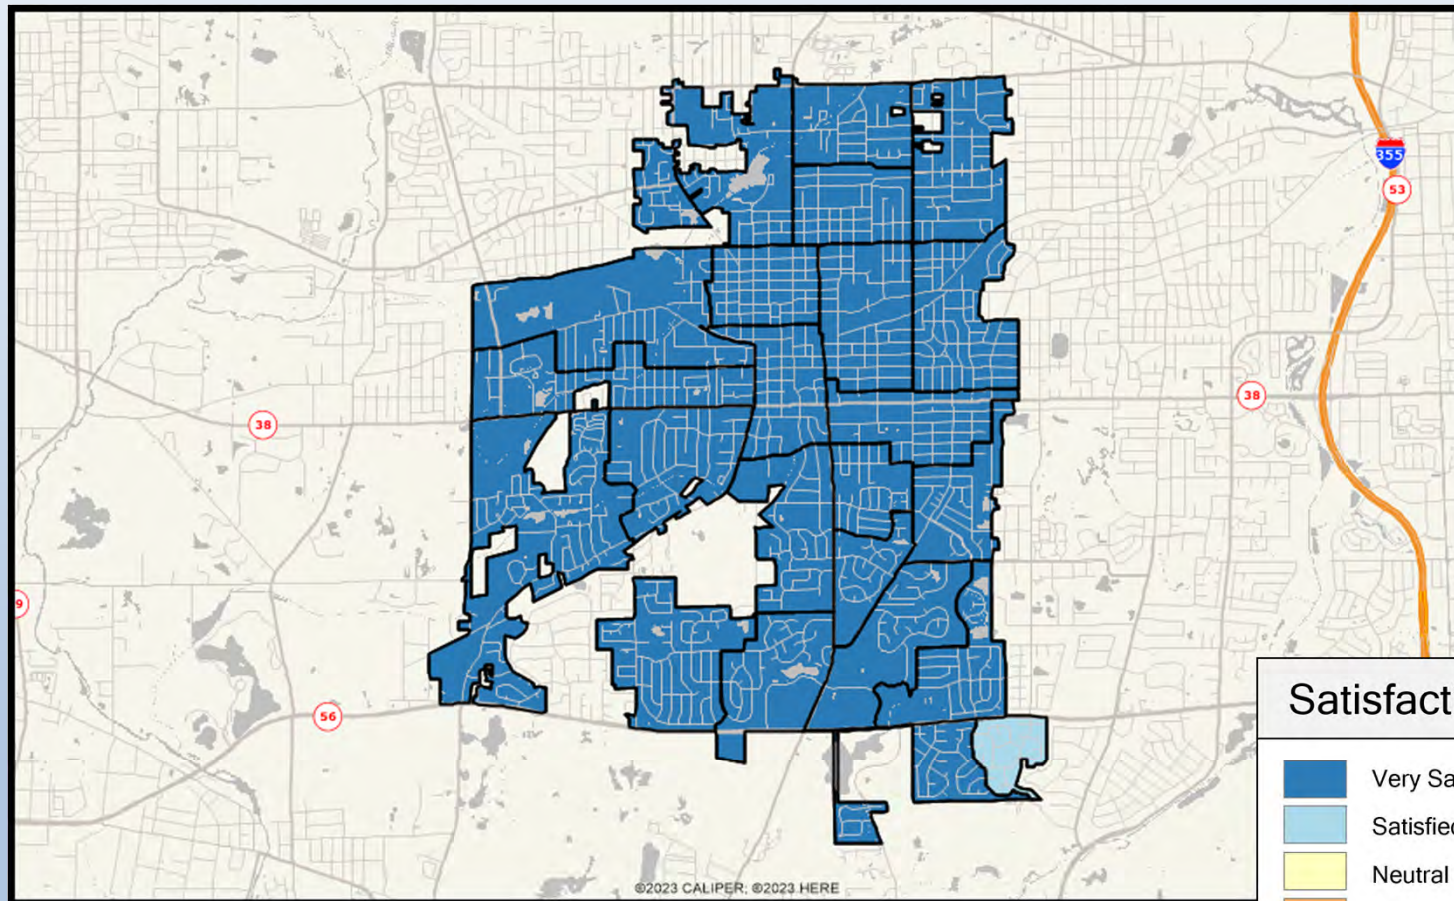 355
53
38
38
9
56
Satisfact
Very Sa
Satisfied
Neutral
©2023 CALIPER; ©2023 HERE